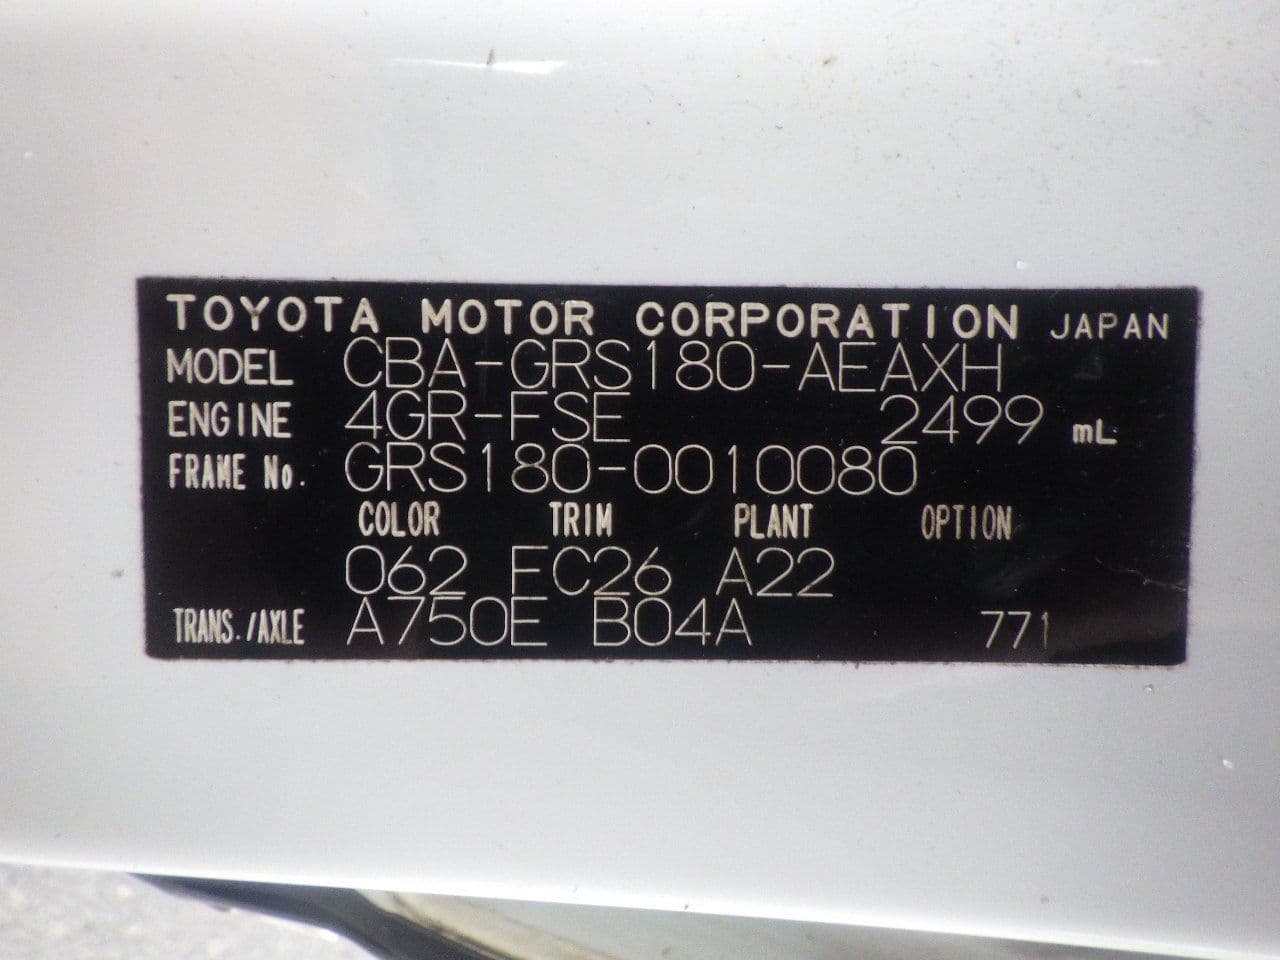 TOYOTA MOTOR CORPORATION JAPAN
MODEL CBA-GRS180-AEAXH
ENGINE 4GR-FSE 2499 mL
FRAME No. GRS180-0010080
COLOR TRIM PLANT OPTION
062 FC26 A22
TRANS./AXLE A750E B04A 771